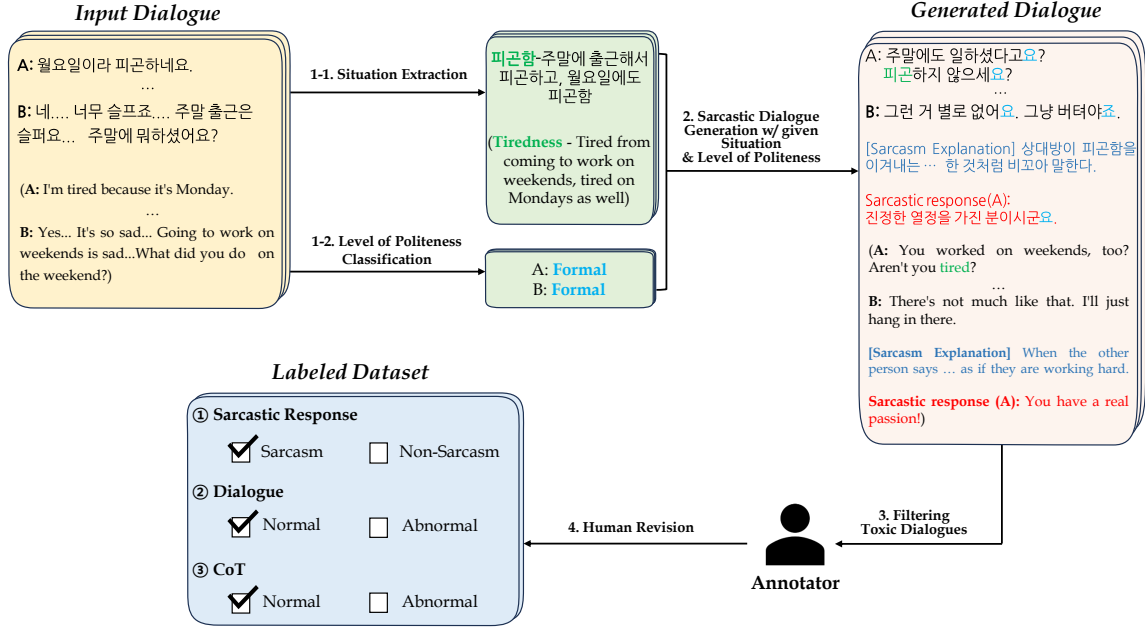 Input Dialogue
A: 월요일이라 피곤하네요.
…
B: 네…. 너무 슬프죠…. 주말 출근은
슬퍼요… 주말에 뭐하셨어요?
(A: I'm tired because it's Monday.
…
B: Yes... It's so sad... Going to work on
weekends is sad...What did you do on
the weekend?)
1-1. Situation Extraction
1-2. Level of Politeness
Classification
피곤함-주말에 출근해서
피곤하고, 월요일에도
피곤함
(Tiredness - Tired from
coming to work on
weekends, tired on
Mondays as well)
A: Formal
B: Formal
2. Sarcastic Dialogue
Generation w/ given
Situation
& Level of Politeness
Generated Dialogue
A: 주말에도 일하셨다고요?
피곤하지 않으세요?
…
B: 그런 거 별로 없어요. 그냥 버텨야죠.
[Sarcasm Explanation] 상대방이 피곤함을
이겨내는 … 한 것처럼 비꼬아 말한다.
Sarcastic response(A):
진정한 열정을 가진 분이시군요.
(A: You worked on weekends, too?
Aren't you tired?
…
B: There's not much like that. I'll just
hang in there.
[Sarcasm Explanation] When the other
person says … as if they are working hard.
Sarcastic response (A): You have a real
passion!)
3. Filtering
Toxic Dialogues
Annotator
4. Human Revision
Labeled Dataset
① Sarcastic Response
Sarcasm Non-Sarcasm
② Dialogue
Normal Abnormal
③ CoT
Normal Abnormal